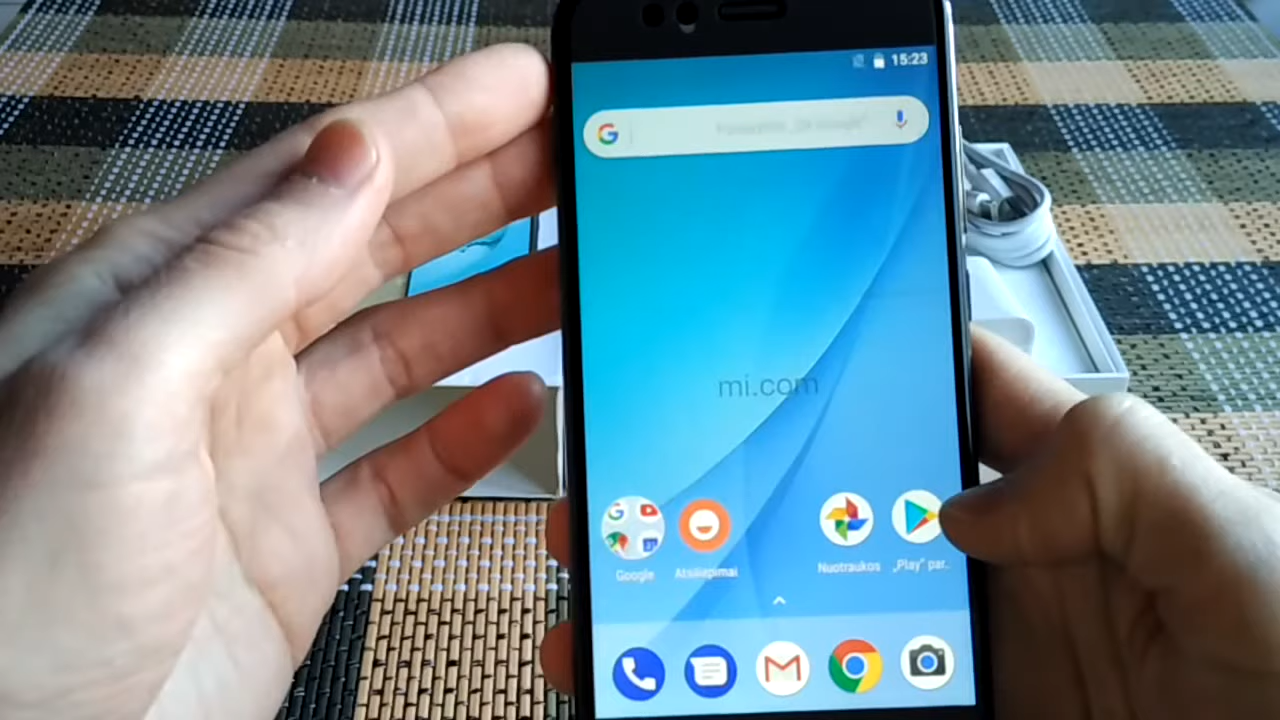 15:23
mi.com
Google
Atsiliepimai
Nuotraukos
„Play“ par.